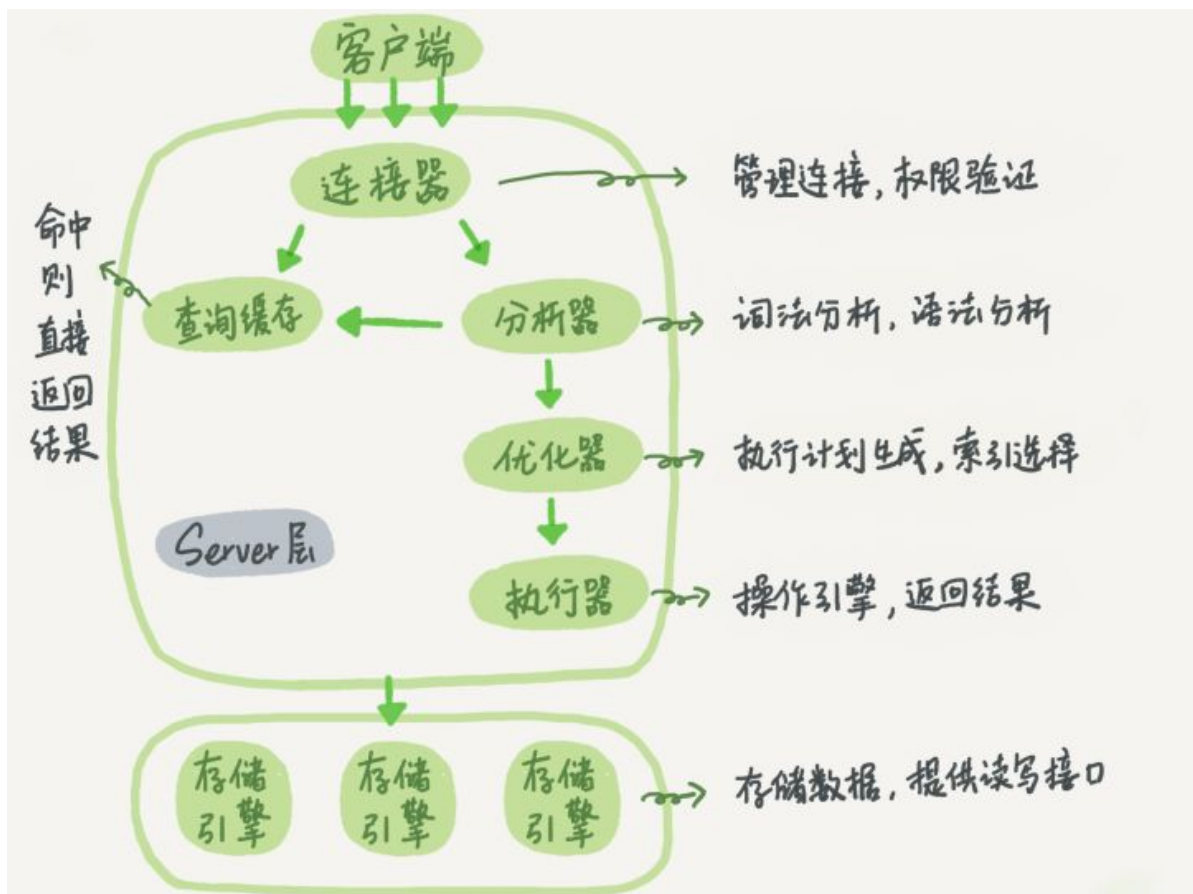 客户端
连接器
管理连接,权限验证
命中
则
直接
返回
结果
查询缓存
分析器
词法分析,语法分析
优化器
执行计划生成,索引选择
Server层
执行器
操作引擎,返回结果
存储
引擎
存储
引擎
存储
引擎
存储数据,提供读写接口